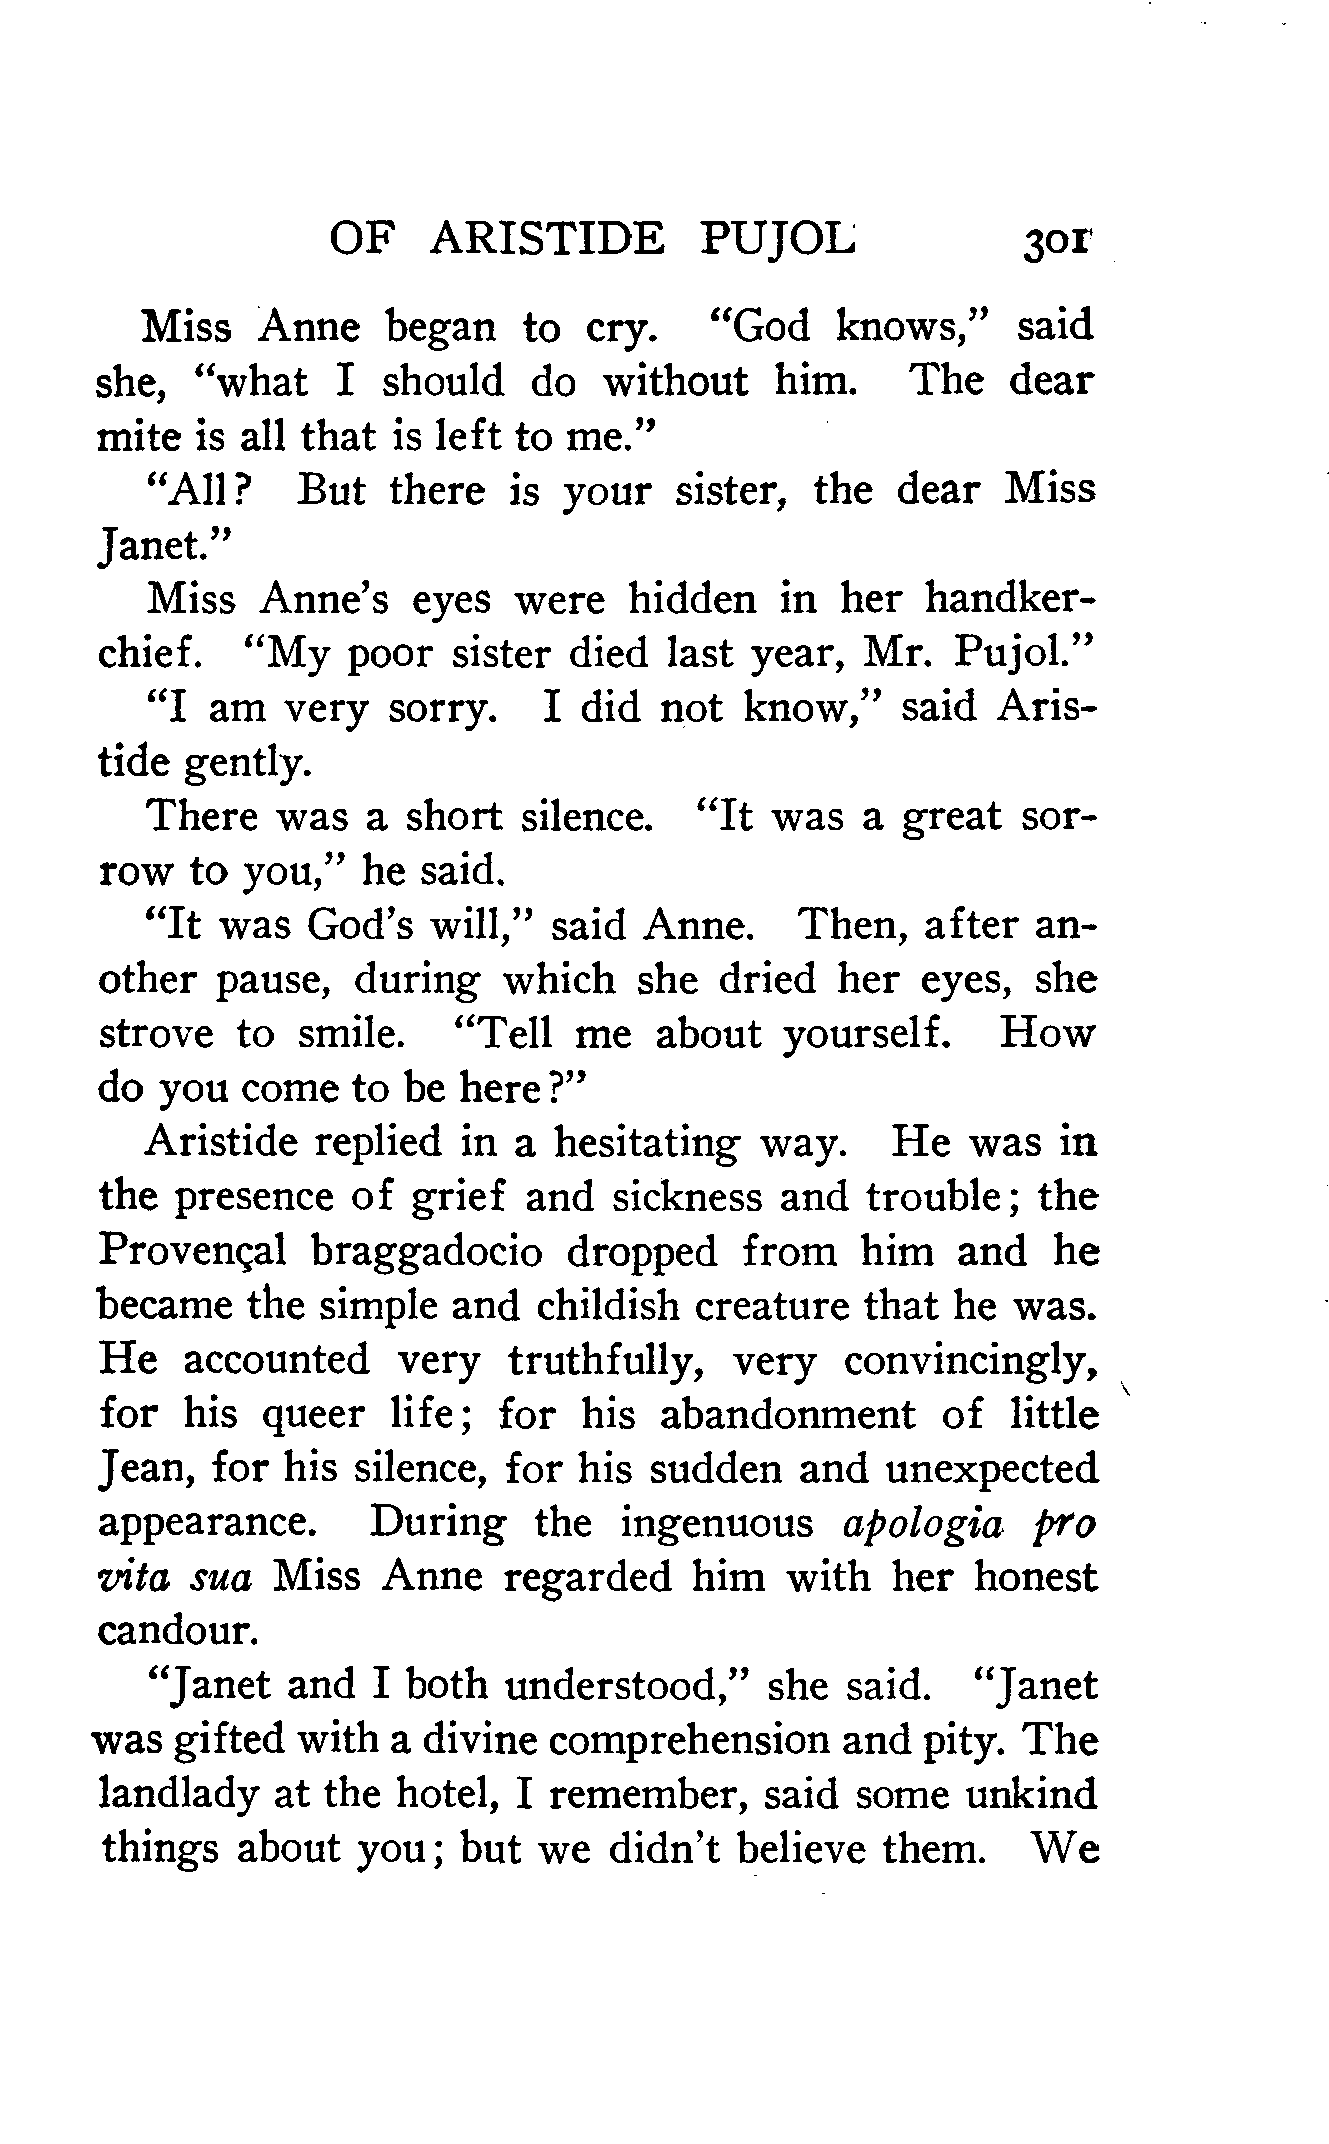 OF ARISTIDE PUJOL 301
Miss Anne began to cry. “God knows,” said
she, “what I should do without him. The dear
mite is all that is left to me.”
“All? But there is your sister, the dear Miss
Janet.”
Miss Anne’s eyes were hidden in her handker-
chief. “My poor sister died last year, Mr. Pujol.”
“I am very sorry. I did not know,” said Aris-
tide gently.
There was a short silence. “It was a great sor-
row to you,” he said.
“It was God’s will,” said Anne. Then, after an-
other pause, during which she dried her eyes, she
strove to smile. “Tell me about yourself. How
do you come to be here?”
Aristide replied in a hesitating way. He was in
the presence of grief and sickness and trouble; the
Provençal braggadocio dropped from him and he
became the simple and childish creature that he was.
He accounted very truthfully, very convincingly,
for his queer life; for his abandonment of little
Jean, for his silence, for his sudden and unexpected
appearance. During the ingenuous apologia pro
vita sua Miss Anne regarded him with her honest
candour.
“Janet and I both understood,” she said. “Janet
was gifted with a divine comprehension and pity. The
landlady at the hotel, I remember, said some unkind
things about you; but we didn’t believe them. We